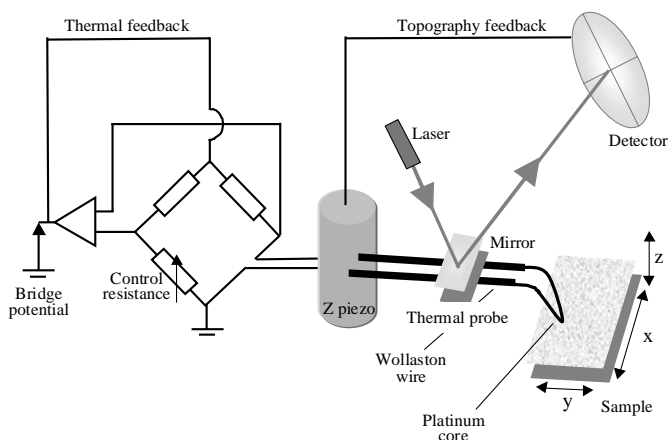 Thermal feedback
Topography feedback
Laser
Detector
Mirror
z
Control
resistance
Bridge
potential
Z piezo
Thermal probe
x
Wollaston
wire
y
Sample
Platinum
core